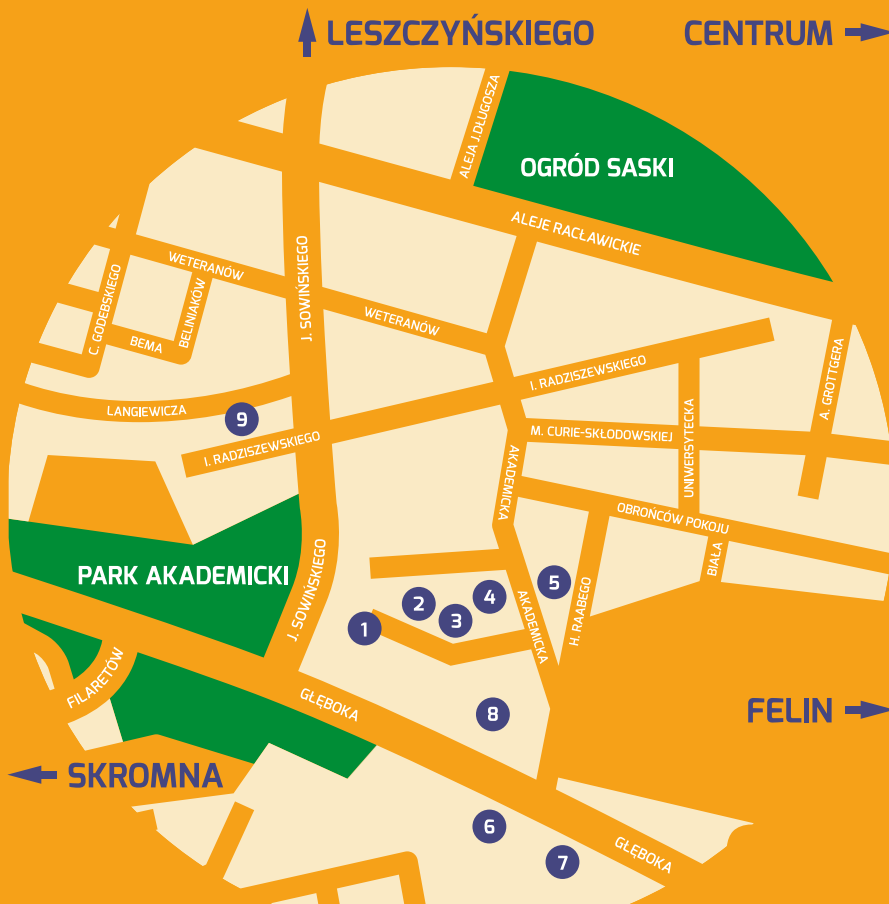 LESZCZYŃSKIEGO
CENTRUM
ALEJA J.DŁUGOSZA
OGRÓD SASKI
ALEJE RACŁAWICKIE
WETERANÓW
J. SOWIŃSKIEGO
C. GODEBSKIEGO
BELINIAKÓW
BEMA
WETERANÓW
I. RADZISZEWSKIEGO
A. GROTTGERA
LANGIEWICZA
9
I. RADZISZEWSKIEGO
M. CURIE-SKŁODOWSKIEJ
UNIWERSYTECKA
AKADEMICKA
OBROŃCÓW POKOJU
BIAŁA
PARK AKADEMICKI
J. SOWIŃSKIEGO
1
2
3
4
5
AKADEMICKA
H. RAABEGO
FILARETÓW
GŁĘBOKA
8
FELIN
SKROMNA
6
7
GŁĘBOKA